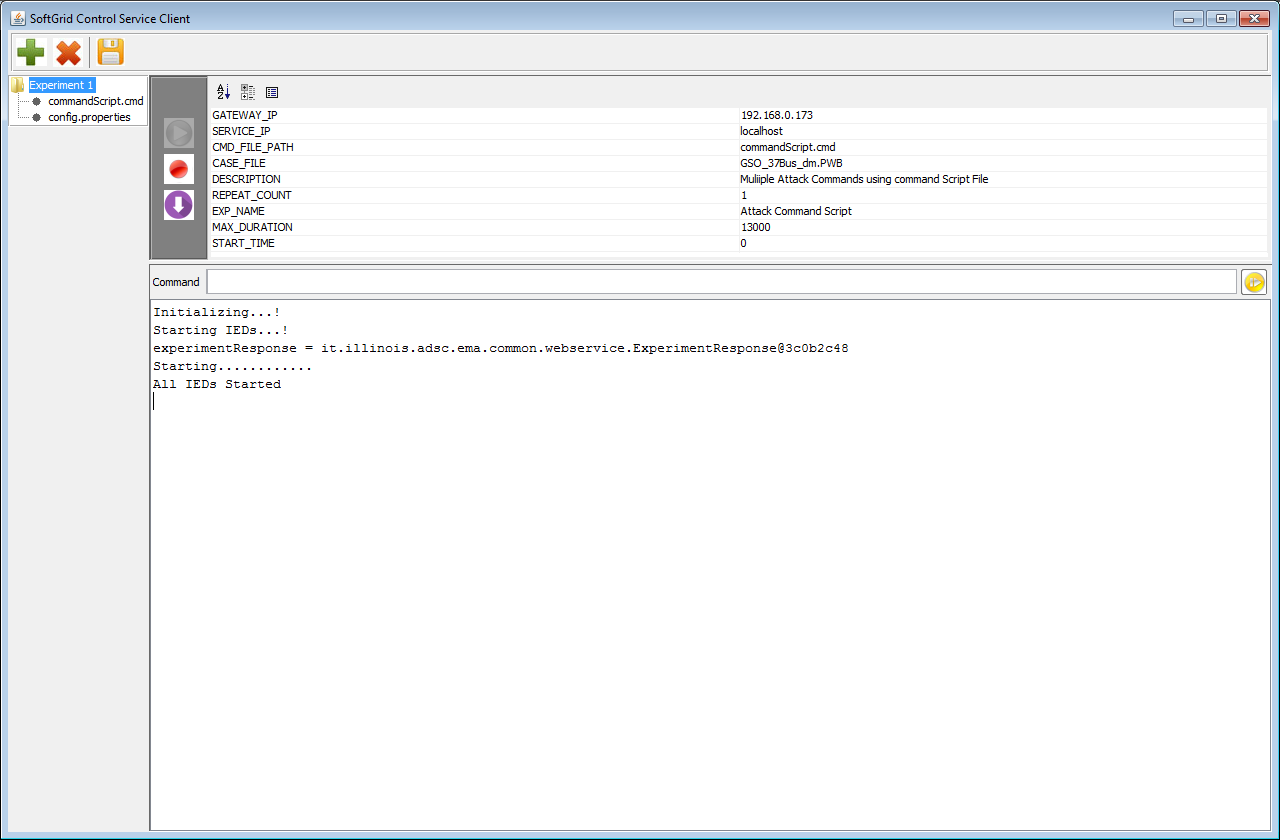 SoftGrid Control Service Client
Experiment 1
commandScript.cmd
config.properties
GATEWAY_IP 192.168.0.173
SERVICE_IP localhost
CMD_FILE_PATH commandScript.cmd
CASE_FILE GSO_37Bus_dm.PWB
DESCRIPTION Muliiple Attack Commands using command Script File
REPEAT_COUNT 1
EXP_NAME Attack Command Script
MAX_DURATION 13000
START_TIME 0
Command
Initializing...!
Starting IEDs...!
experimentResponse = it.illinois.adsc.ema.common.webservice.ExperimentResponse@3c0b2c48
Starting............
All IEDs Started